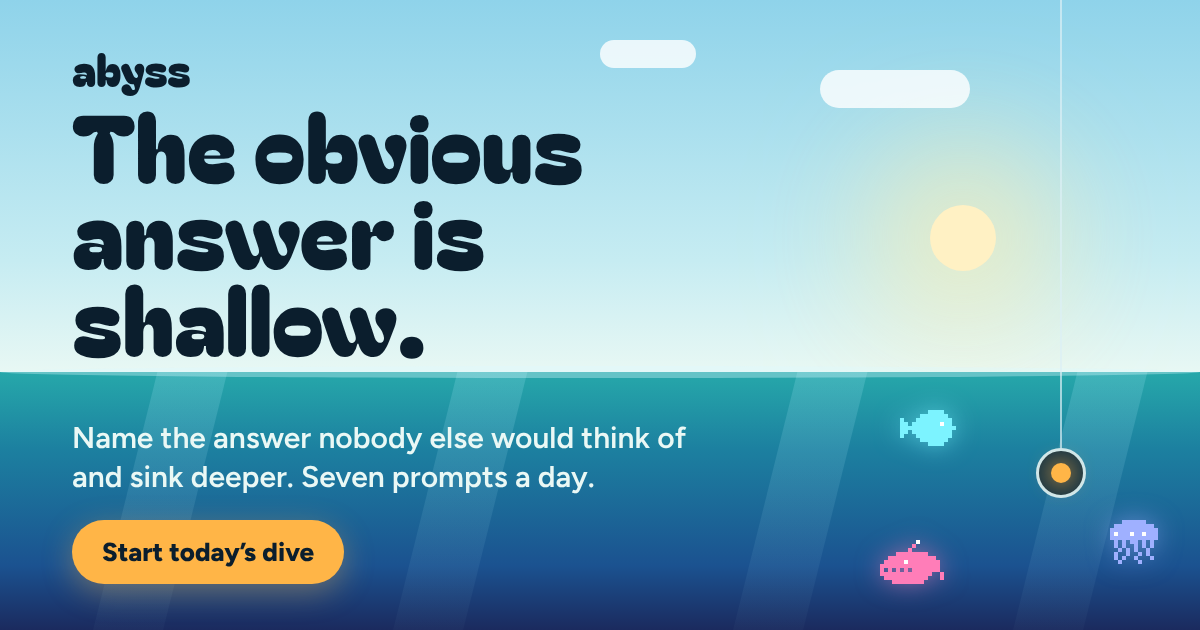 abyss
The obvious
answer is
shallow.
Name the answer nobody else would think of
and sink deeper. Seven prompts a day.
Start today’s dive